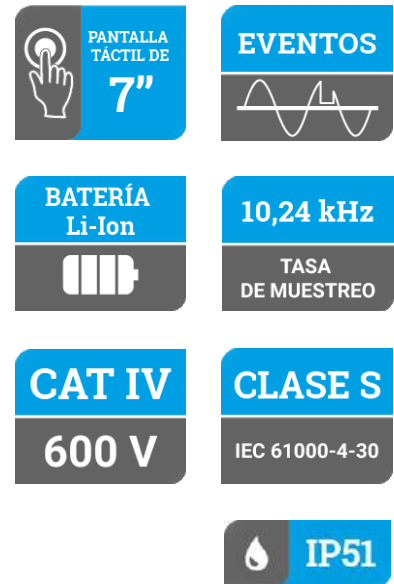 PANTALLA
TÁCTIL DE
7”
EVENTOS
BATERÍA
Li-Ion
10,24 kHz
TASA
DE MUESTREO
CAT IV
600 V
CLASE S
IEC 61000-4-30
IP51